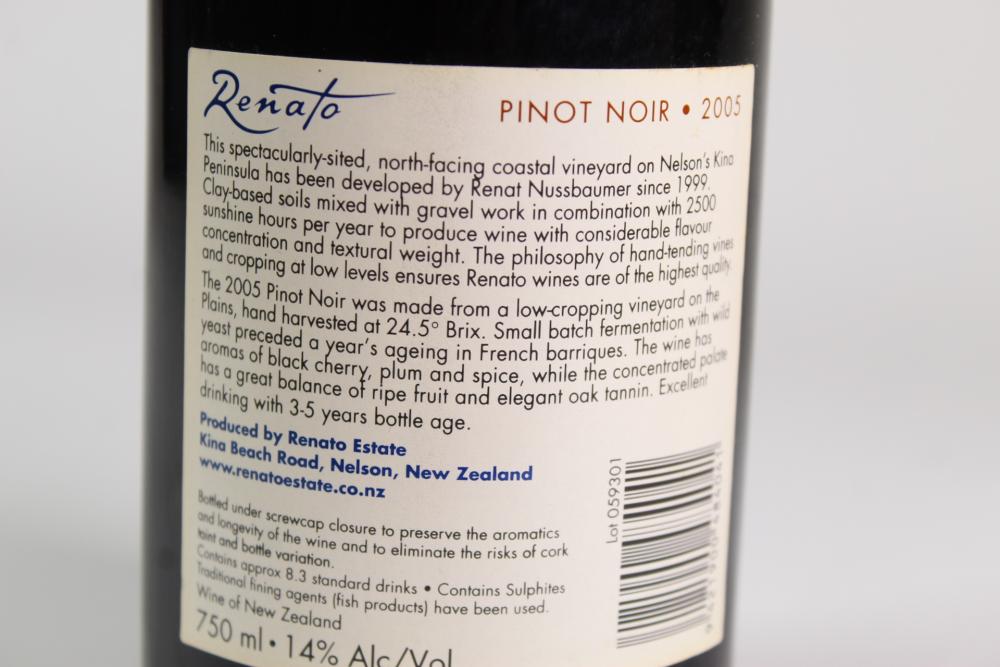 Renato
PINOT NOIR • 2005
This spectacularly-sited, north-facing coastal vineyard on Nelson's Kina
Peninsula has been developed by Renat Nussbaumer since 1999.
Clay-based soils mixed with gravel work in combination with 2500
sunshine hours per year to produce wine with considerable flavour
concentration and textural weight. The philosophy of hand-tending vines
and cropping at low levels ensures Renato wines are of the highest quality.
The 2005 Pinot Noir was made from a low-cropping vineyard on the
Plains, hand harvested at 24.5° Brix. Small batch fermentation with wild
yeast preceded a year's ageing in French barriques. The wine has
aromas of black cherry, plum and spice, while the concentrated palate
has a great balance of ripe fruit and elegant oak tannin. Excellent
drinking with 3-5 years bottle age.
Produced by Renato Estate
Kina Beach Road, Nelson, New Zealand
www.renatoestate.co.nz
Bottled under screwcap closure to preserve the aromatics
and longevity of the wine and to eliminate the risks of cork
taint and bottle variation.
Contains approx 8.3 standard drinks • Contains Sulphites
Traditional fining agents (fish products) have been used.
Wine of New Zealand
750 ml • 14% Alc/Vol
Lot 059301